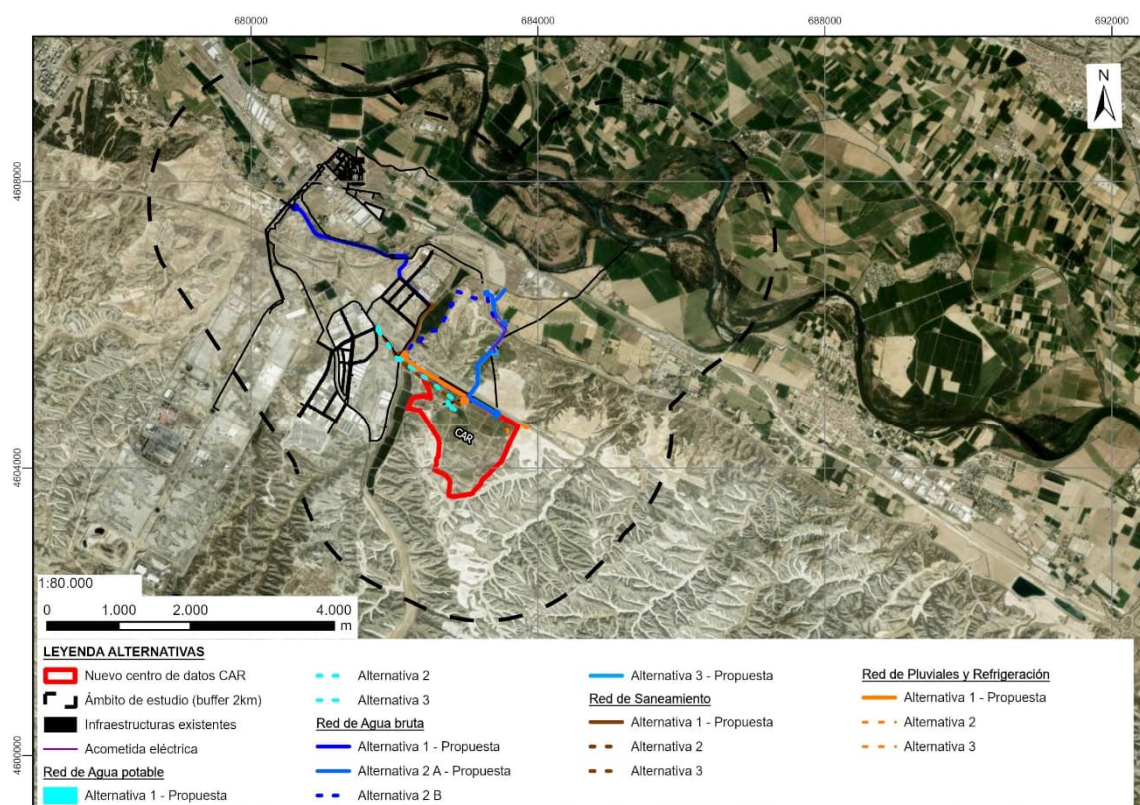 680000
684000
688000
692000
N
4608000
4604000
4600000
CAR
1:80.000
0 1.000 2.000 4.000
m
LEYENDA ALTERNATIVAS
Nuevo centro de datos CAR
Ámbito de estudio (buffer 2km)
Infraestructuras existentes
Acometida eléctrica
Red de Agua potable
Alternativa 1 - Propuesta
Alternativa 2
Alternativa 3
Red de Agua bruta
Alternativa 1 - Propuesta
Alternativa 2 A - Propuesta
Alternativa 2 B
Alternativa 3 - Propuesta
Red de Saneamiento
Alternativa 1 - Propuesta
Alternativa 2
Alternativa 3
Red de Pluviales y Refrigeración
Alternativa 1 - Propuesta
Alternativa 2
Alternativa 3